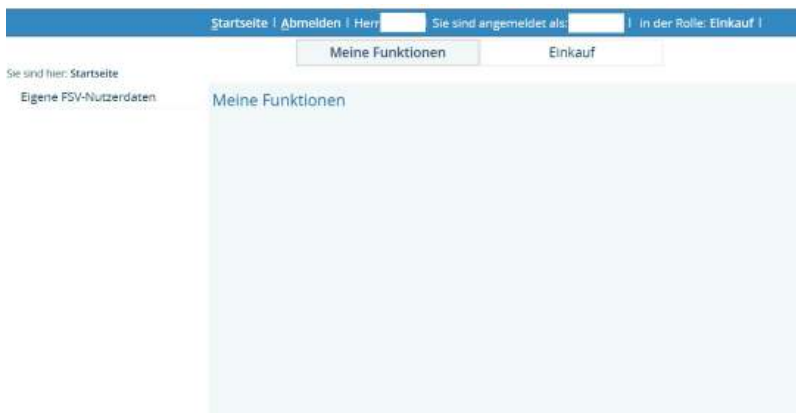 Startseite | Abmelden | Herr Sie sind angemeldet als: | in der Rolle: Einkauf |
Meine Funktionen Einkauf
Sie sind hier: Startseite
Eigene FSV-Nutzerdaten
Meine Funktionen